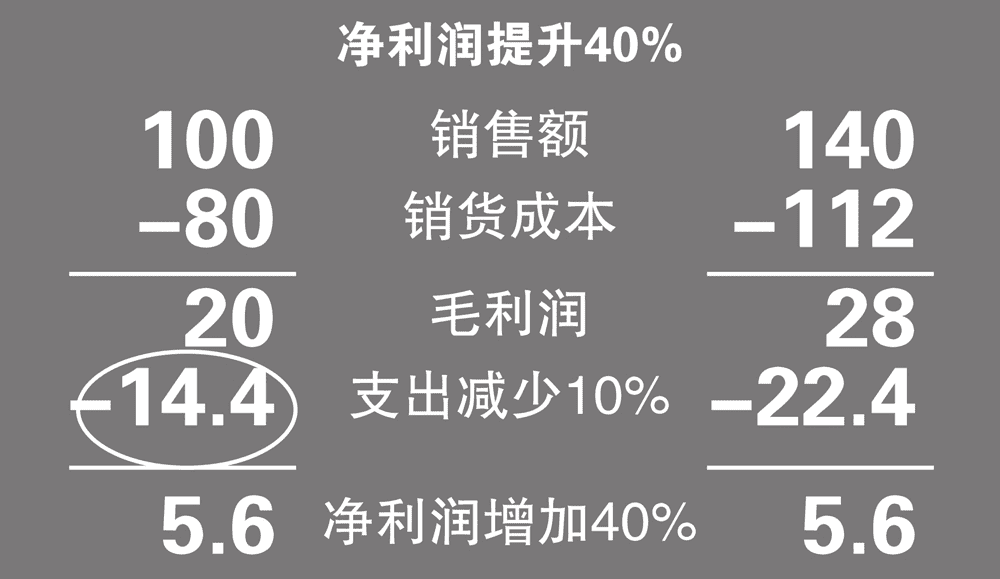 净利润提升40%
100 销售额 140
–80 销货成本 –112
20 毛利润 28
–14.4 支出减少10% –22.4
5.6 净利润增加40% 5.6